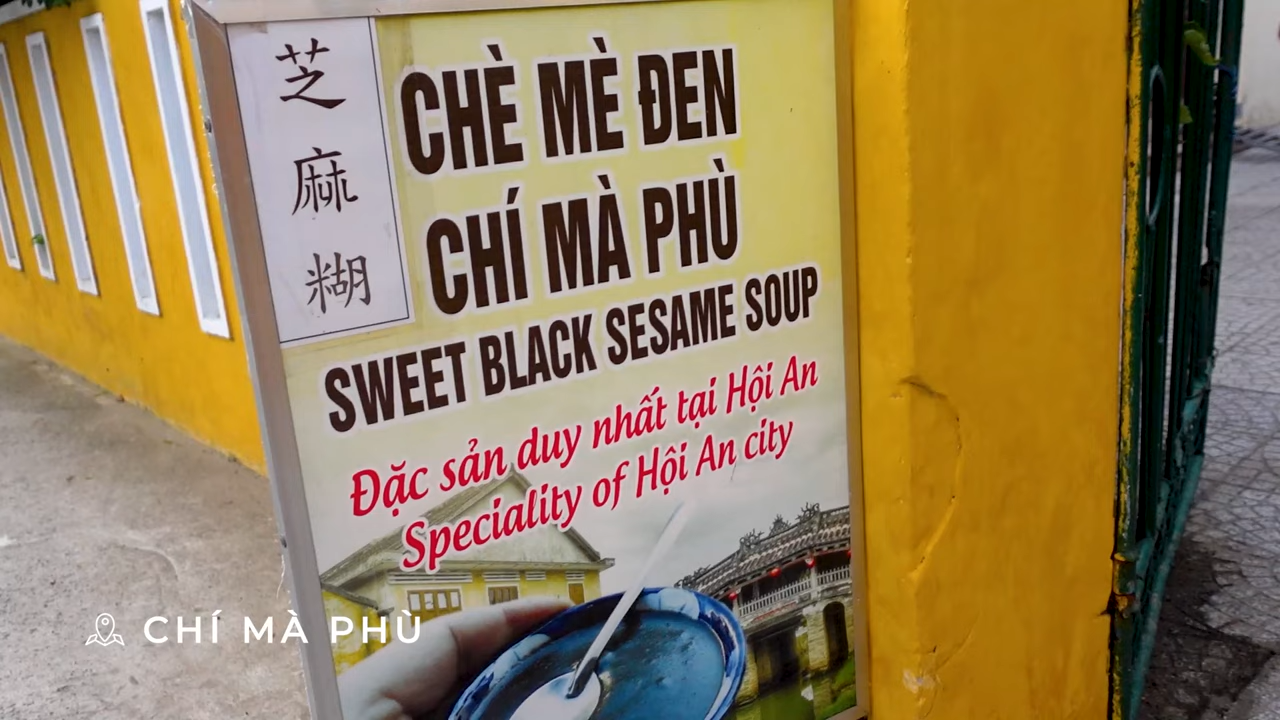 芝麻糊
CHÈ MÈ ĐEN
CHÍ MÀ PHÙ
SWEET BLACK SESAME SOUP
Đặc sản duy nhất tại Hội An
Speciality of Hội An city
CHÍ MÀ PHÙ